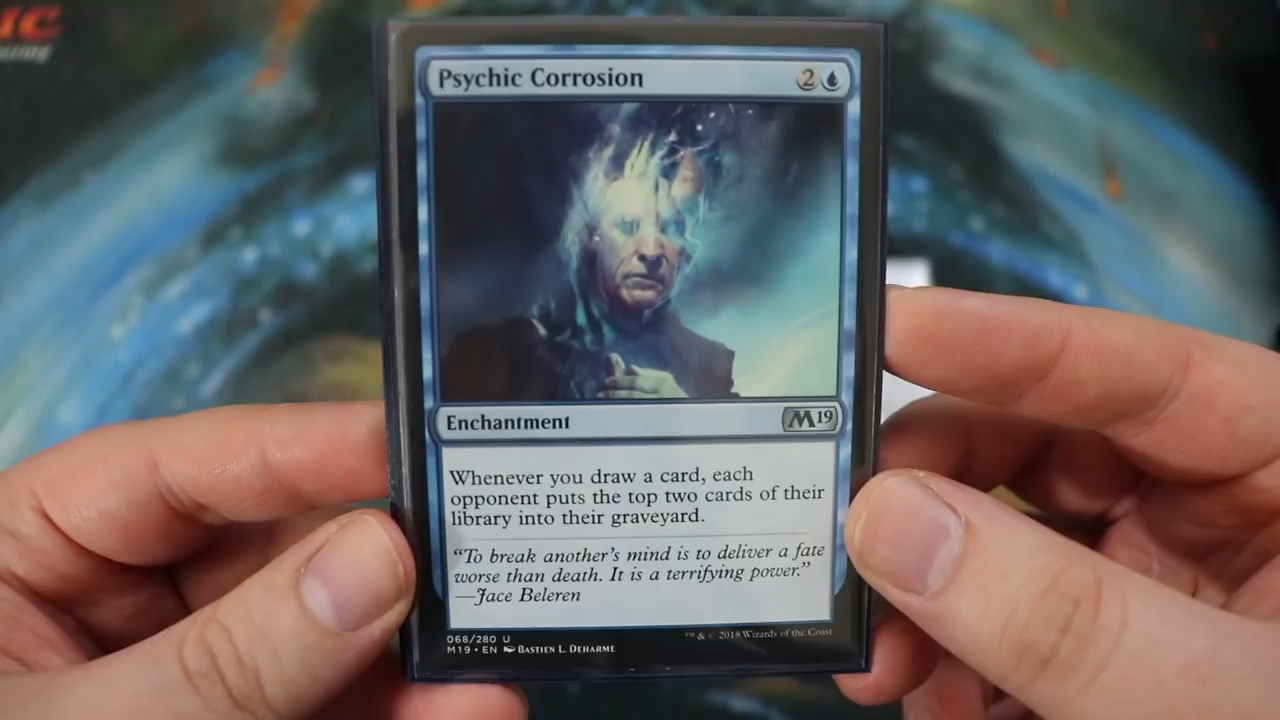 Psychic Corrosion 2
Enchantment M19
Whenever you draw a card, each
opponent puts the top two cards of their
library into their graveyard.
“To break another’s mind is to deliver a fate
worse than death. It is a terrifying power.”
—Jace Beleren
068/280 U
M19 • EN Bastien L. Deharme
™ & © 2018 Wizards of the Coast